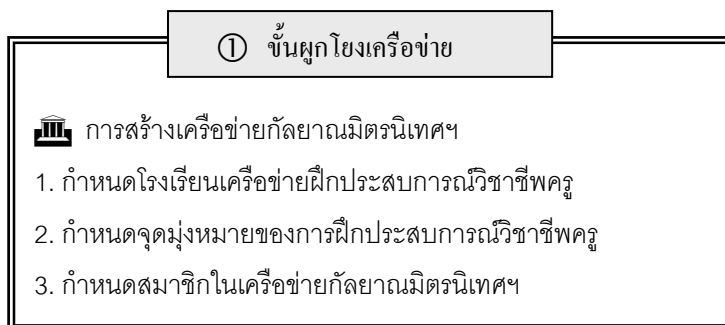 ① ขั้นผูกโยงเครือข่าย
การสร้างเครือข่ายกัลยาณมิตรนิเทศฯ
1. กำหนดโรงเรียนเครือข่ายฝึกประสบการณ์วิชาชีพครู
2. กำหนดจุดมุ่งหมายของการฝึกประสบการณ์วิชาชีพครู
3. กำหนดสมาชิกในเครือข่ายกัลยาณมิตรนิเทศฯ